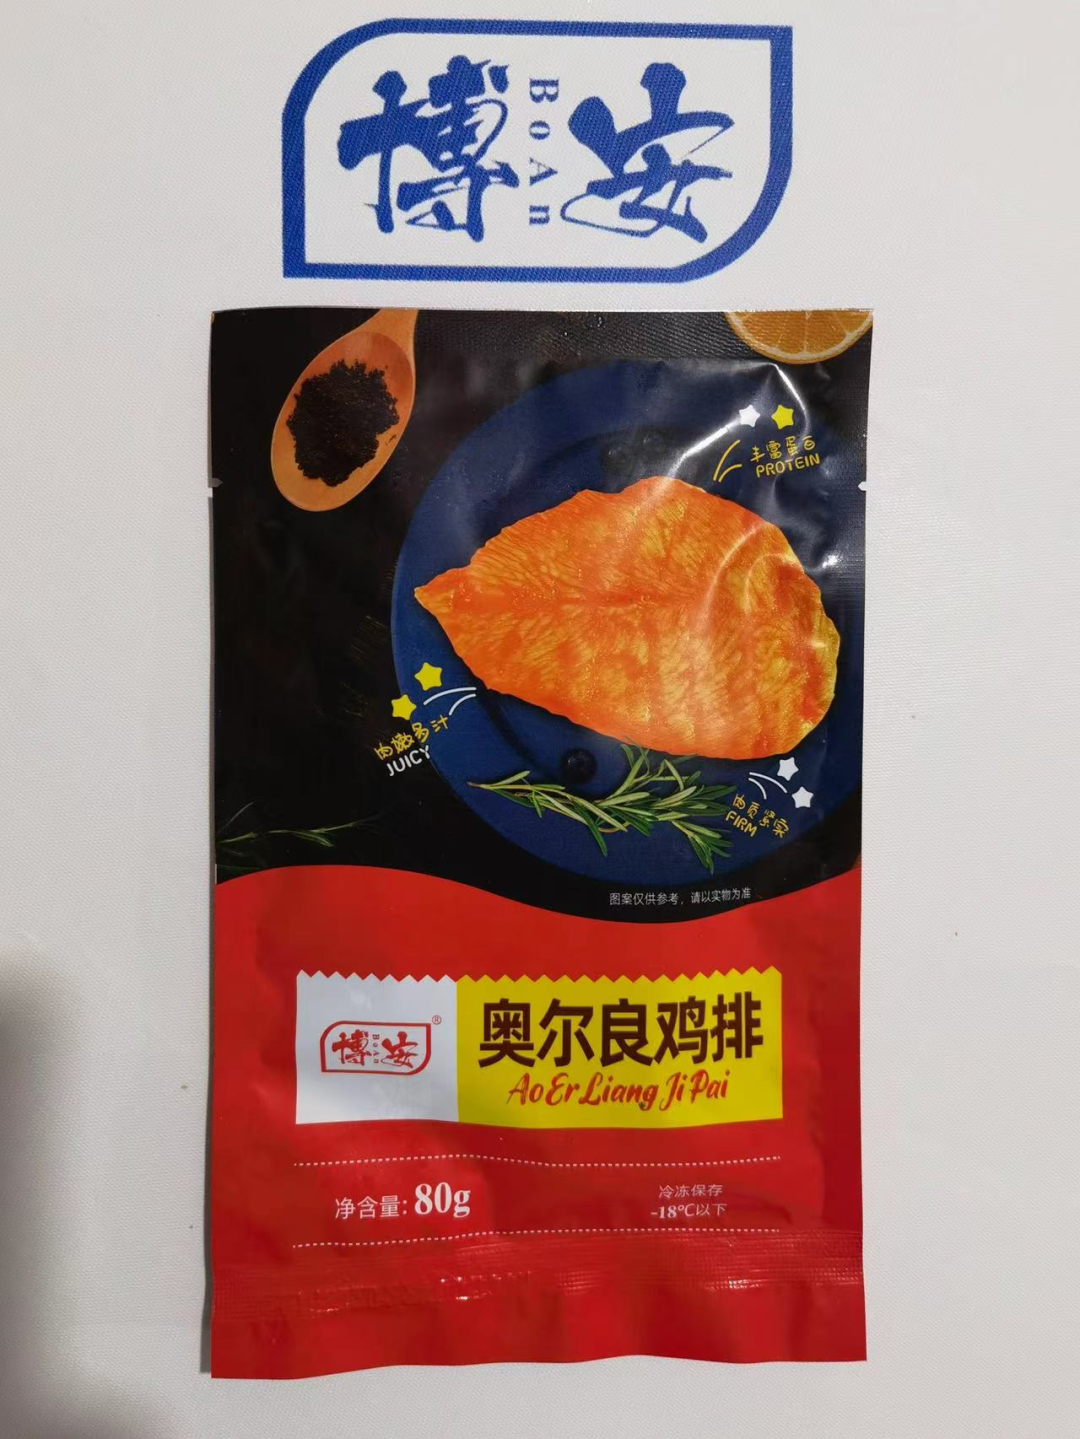 博安
BoAn
丰富蛋白
PROTEIN
肉嫩多汁
JUICY
肉质紧实
FIRM
图案仅供参考，请以实物为准
博安®
BoAn
奥尔良鸡排
Ao Er Liang Ji Pai
净含量: 80g
冷冻保存
-18℃以下